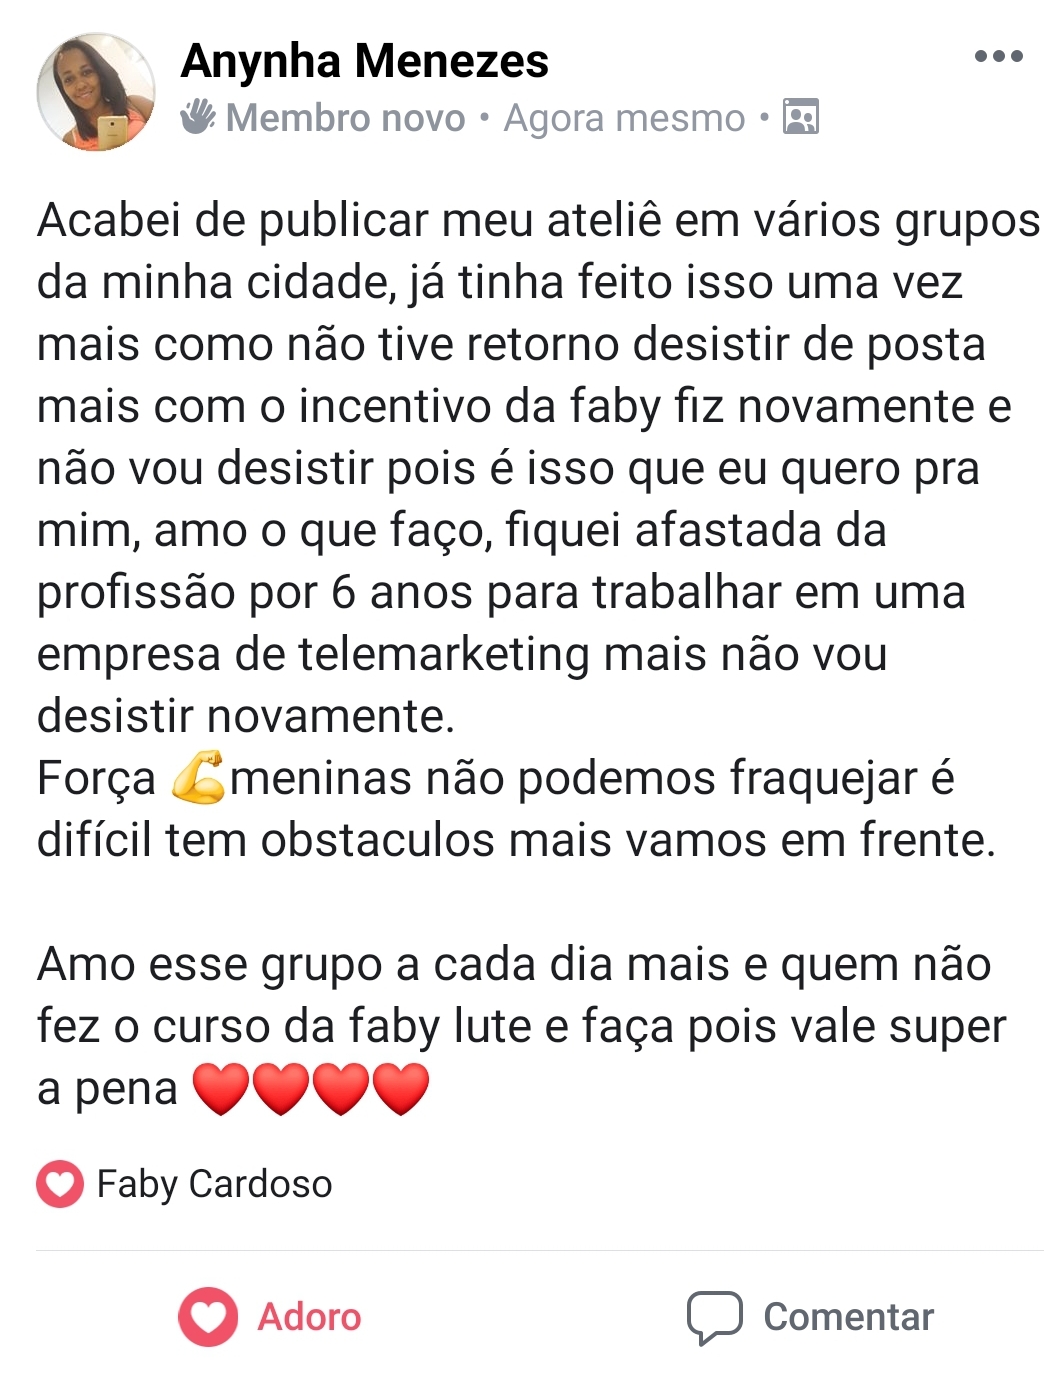 Anynha Menezes
Membro novo • Agora mesmo •
Acabei de publicar meu ateliê em vários grupos
da minha cidade, já tinha feito isso uma vez
mais como não tive retorno desistir de posta
mais com o incentivo da faby fiz novamente e
não vou desistir pois é isso que eu quero pra
mim, amo o que faço, fiquei afastada da
profissão por 6 anos para trabalhar em uma
empresa de telemarketing mais não vou
desistir novamente.
Força 💪meninas não podemos fraquejar é
difícil tem obstaculos mais vamos em frente.
Amo esse grupo a cada dia mais e quem não
fez o curso da faby lute e faça pois vale super
a pena ❤️❤️❤️❤️
Faby Cardoso
Adoro
Comentar